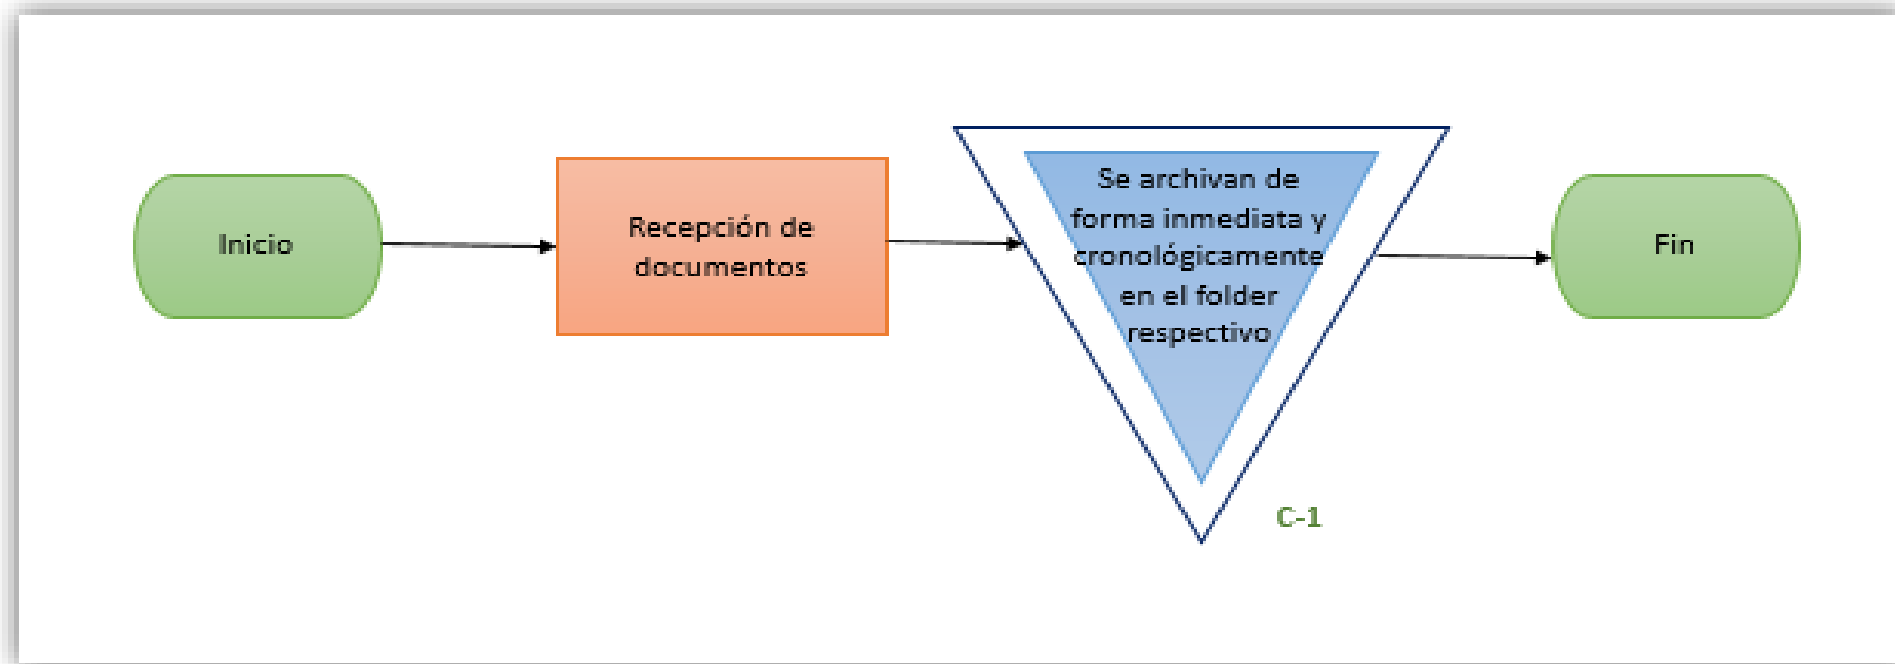 Inicio
Recepción de
documentos
Se archivan de
forma inmediata y
cronológicamente
en el folder
respectivo
C-1
Fin